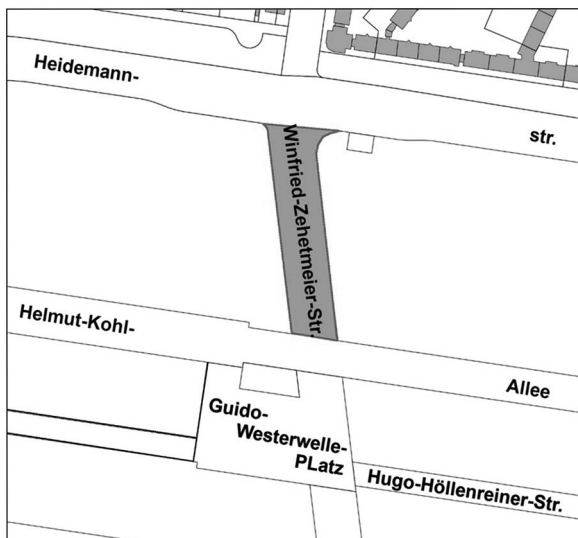 Heidemann-
str.
Winfried-Zehetmeier-Str.
Helmut-Kohl-
Allee
Guido-
Westerwelle-
PLatz
Hugo-Höllenreiner-Str.